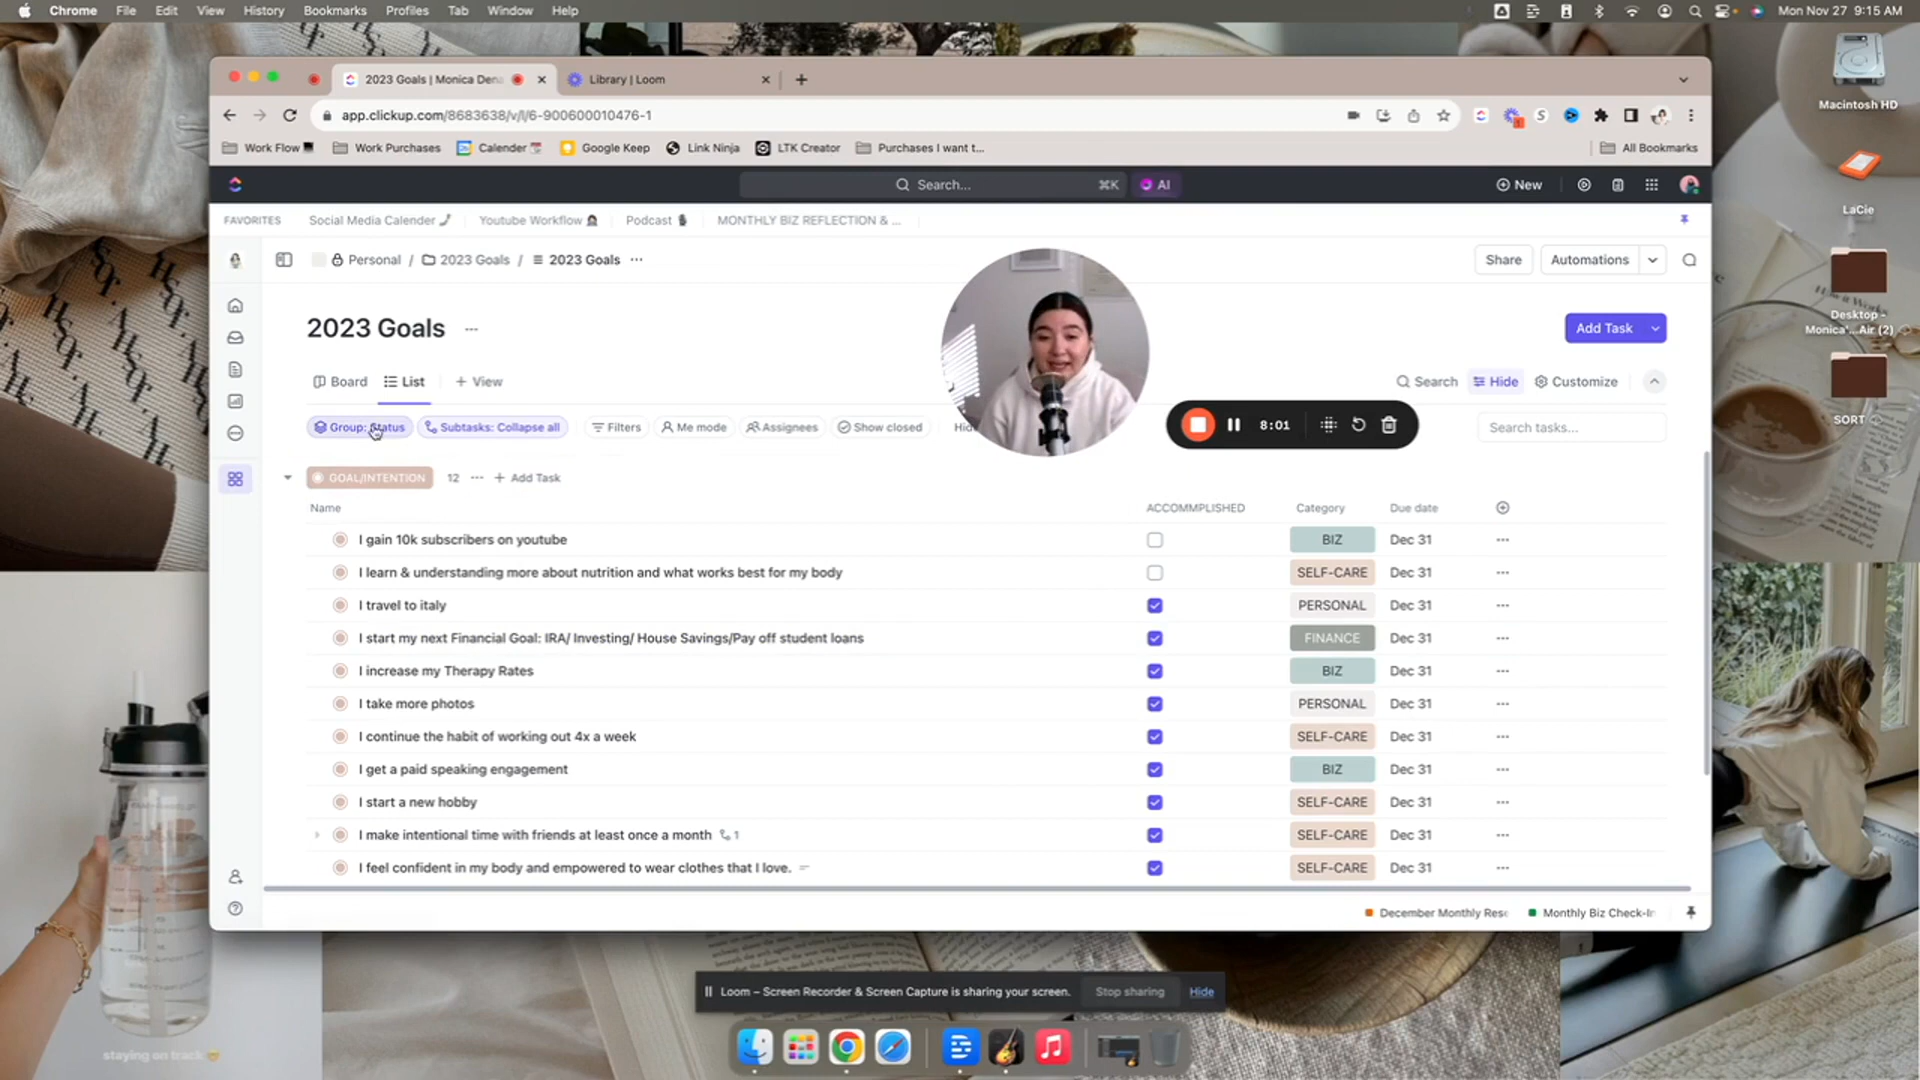 Chrome File Edit View History Bookmarks Profiles Tab Window Help Mon Nov 27 9:15 AM
2023 Goals | Monica Dena
Library | Loom
app.clickup.com/8683638/v/l/6-900600010476-1
Work Flow Work Purchases Calender Google Keep Link Ninja LTK Creator Purchases I want t... All Bookmarks
Search... ⌘K AI New
FAVORITES Social Media Calender Youtube Workflow Podcast MONTHLY BIZ REFLECTION & ...
Personal / 2023 Goals / 2023 Goals ... Share Automations
2023 Goals ... Add Task
Board List + View Search Hide Customize
Group: Status Subtasks: Collapse all Filters Me mode Assignees Show closed Hid 8:01 Search tasks...
GOAL/INTENTION 12 ... + Add Task
Name ACCOMMPLISHED Category Due date
I gain 10k subscribers on youtube BIZ Dec 31
I learn & understanding more about nutrition and what works best for my body SELF-CARE Dec 31
I travel to italy PERSONAL Dec 31
I start my next Financial Goal: IRA/ Investing/ House Savings/Pay off student loans FINANCE Dec 31
I increase my Therapy Rates BIZ Dec 31
I take more photos PERSONAL Dec 31
I continue the habit of working out 4x a week SELF-CARE Dec 31
I get a paid speaking engagement BIZ Dec 31
I start a new hobby SELF-CARE Dec 31
I make intentional time with friends at least once a month 1 SELF-CARE Dec 31
I feel confident in my body and empowered to wear clothes that I love. SELF-CARE Dec 31
December Monthly Rese Monthly Biz Check-In
Loom – Screen Recorder & Screen Capture is sharing your screen. Stop sharing Hide
Macintosh HD
LaCie
Desktop -
Monica'...Air (2)
SORT
staying on track